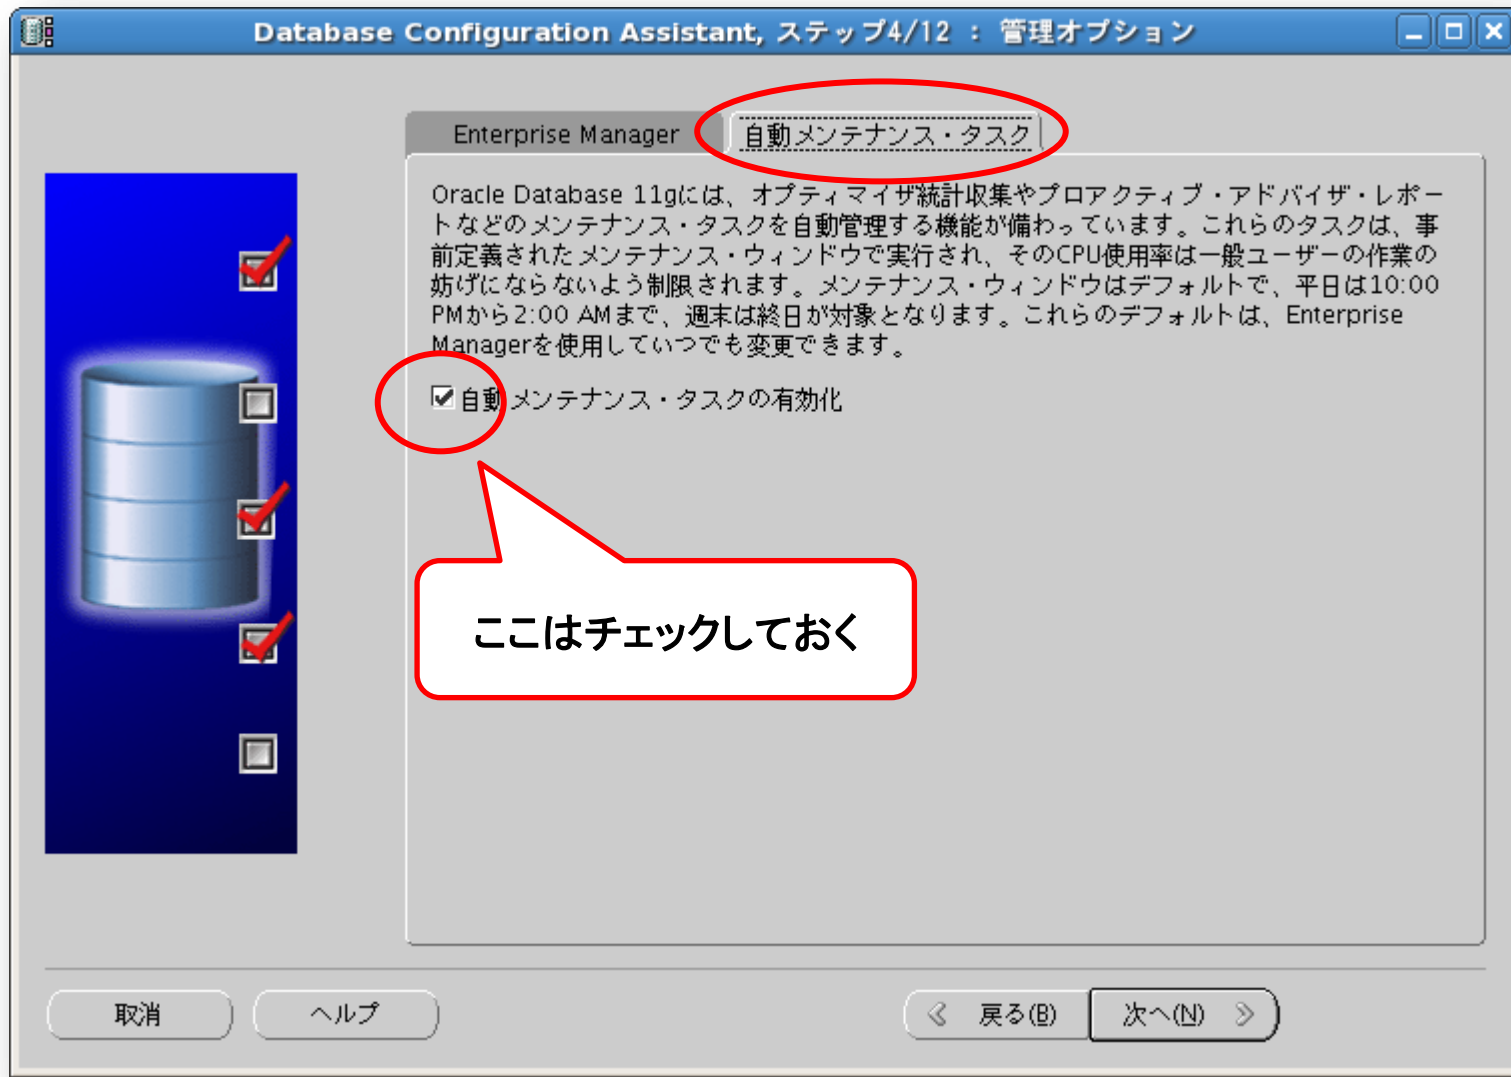 Database Configuration Assistant, ステップ4/12 : 管理オプション
Enterprise Manager
自動メンテナンス・タスク
Oracle Database 11gには、オプティマイザ統計収集やプロアクティブ・アドバイザ・レポー
トなどのメンテナンス・タスクを自動管理する機能が備わっています。これらのタスクは、事
前定義されたメンテナンス・ウィンドウで実行され、そのCPU使用率は一般ユーザーの作業の
妨げにならないよう制限されます。メンテナンス・ウィンドウはデフォルトで、平日は10:00
PMから2:00 AMまで、週末は終日が対象となります。これらのデフォルトは、Enterprise
Managerを使用していつでも変更できます。
自動メンテナンス・タスクの有効化
ここはチェックしておく
取消
ヘルプ
戻る(B)
次へ(N)